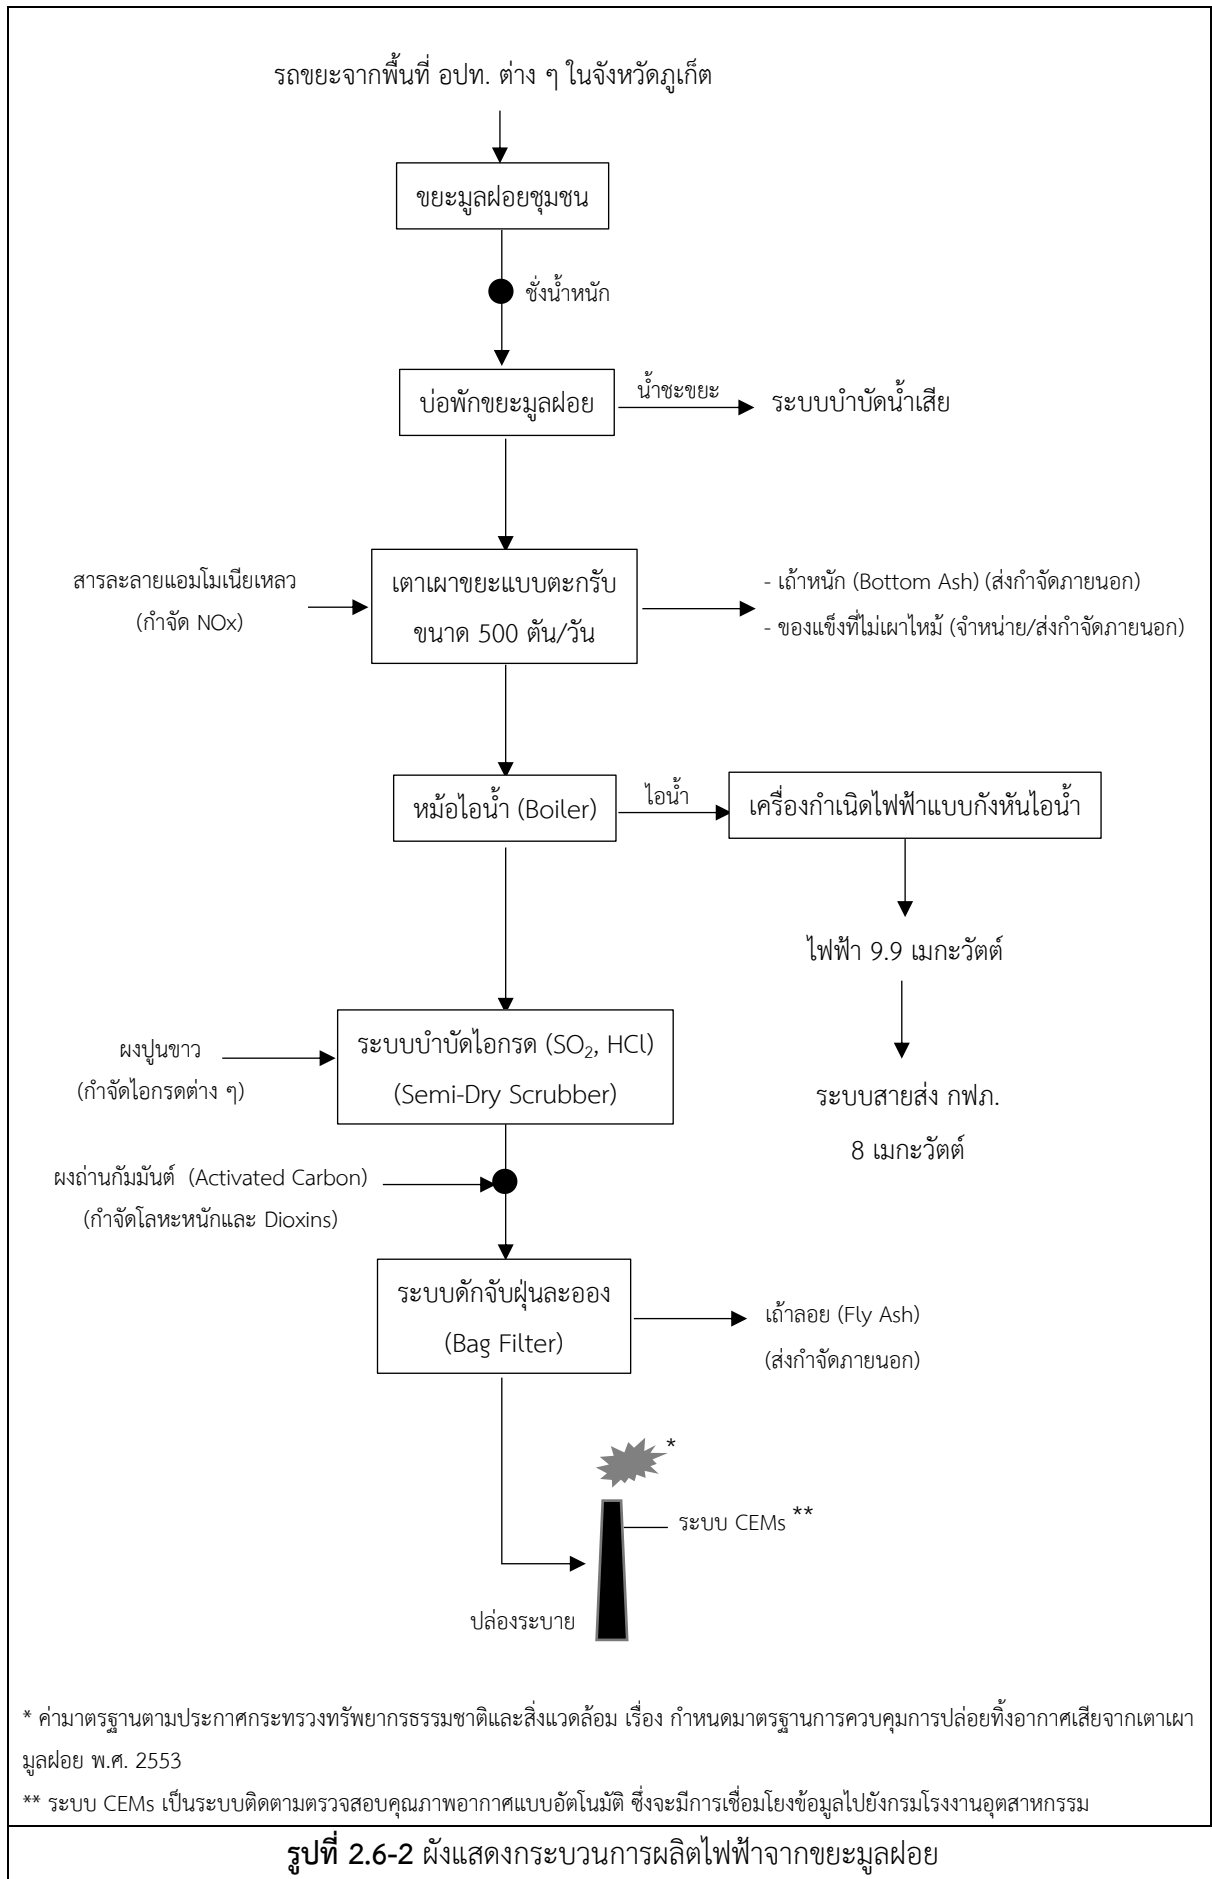 รถขยะจากพื้นที่ อปท. ต่าง ๆ ในจังหวัดภูเก็ต
ขยะมูลฝอยชุมชน
ชั่งน้ำหนัก
บ่อพักขยะมูลฝอย
น้ำชะขยะ
ระบบบำบัดน้ำเสีย
สารละลายแอมโมเนียเหลว
(กำจัด NOx)
เตาเผาขยะแบบตะกรับ
ขนาด 500 ตัน/วัน
- เถ้าหนัก (Bottom Ash) (ส่งกำจัดภายนอก)
- ของแข็งที่ไม่เผาไหม้ (จำหน่าย/ส่งกำจัดภายนอก)
หม้อไอน้ำ (Boiler)
ไอน้ำ
เครื่องกำเนิดไฟฟ้าแบบกังหันไอน้ำ
ไฟฟ้า 9.9 เมกะวัตต์
ระบบสายส่ง กฟภ.
8 เมกะวัตต์
ผงปูนขาว
(กำจัดไอกรดต่าง ๆ)
ระบบบำบัดไอกรด (SO₂, HCl)
(Semi-Dry Scrubber)
ผงถ่านกัมมันต์ (Activated Carbon)
(กำจัดโลหะหนักและ Dioxins)
ระบบดักจับฝุ่นละออง
(Bag Filter)
เถ้าลอย (Fly Ash)
(ส่งกำจัดภายนอก)
*
ระบบ CEMs **
ปล่องระบาย
* ค่ามาตรฐานตามประกาศกระทรวงทรัพยากรธรรมชาติและสิ่งแวดล้อม เรื่อง กำหนดมาตรฐานการควบคุมการปล่อยทิ้งอากาศเสียจากเตาเผา
มูลฝอย พ.ศ. 2553
** ระบบ CEMs เป็นระบบติดตามตรวจสอบคุณภาพอากาศแบบอัตโนมัติ ซึ่งจะมีการเชื่อมโยงข้อมูลไปยังกรมโรงงานอุตสาหกรรม
รูปที่ 2.6-2 ผังแสดงกระบวนการผลิตไฟฟ้าจากขยะมูลฝอย